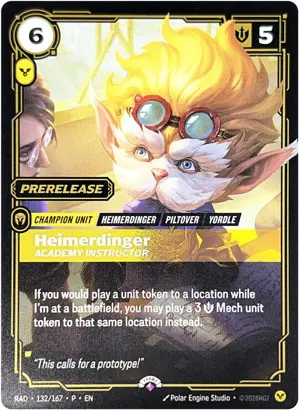 6
5
PRERELEASE
CHAMPION UNIT HEIMERDINGER PILTOVER YORDLE
Heimerdinger
ACADEMY INSTRUCTOR
If you would play a unit token to a location while
I'm at a battlefield, you may play a 3 Mech unit
token to that same location instead.
"This calls for a prototype!"
RAD • 132/167 • P • EN
Polar Engine Studio • ©2026RGI